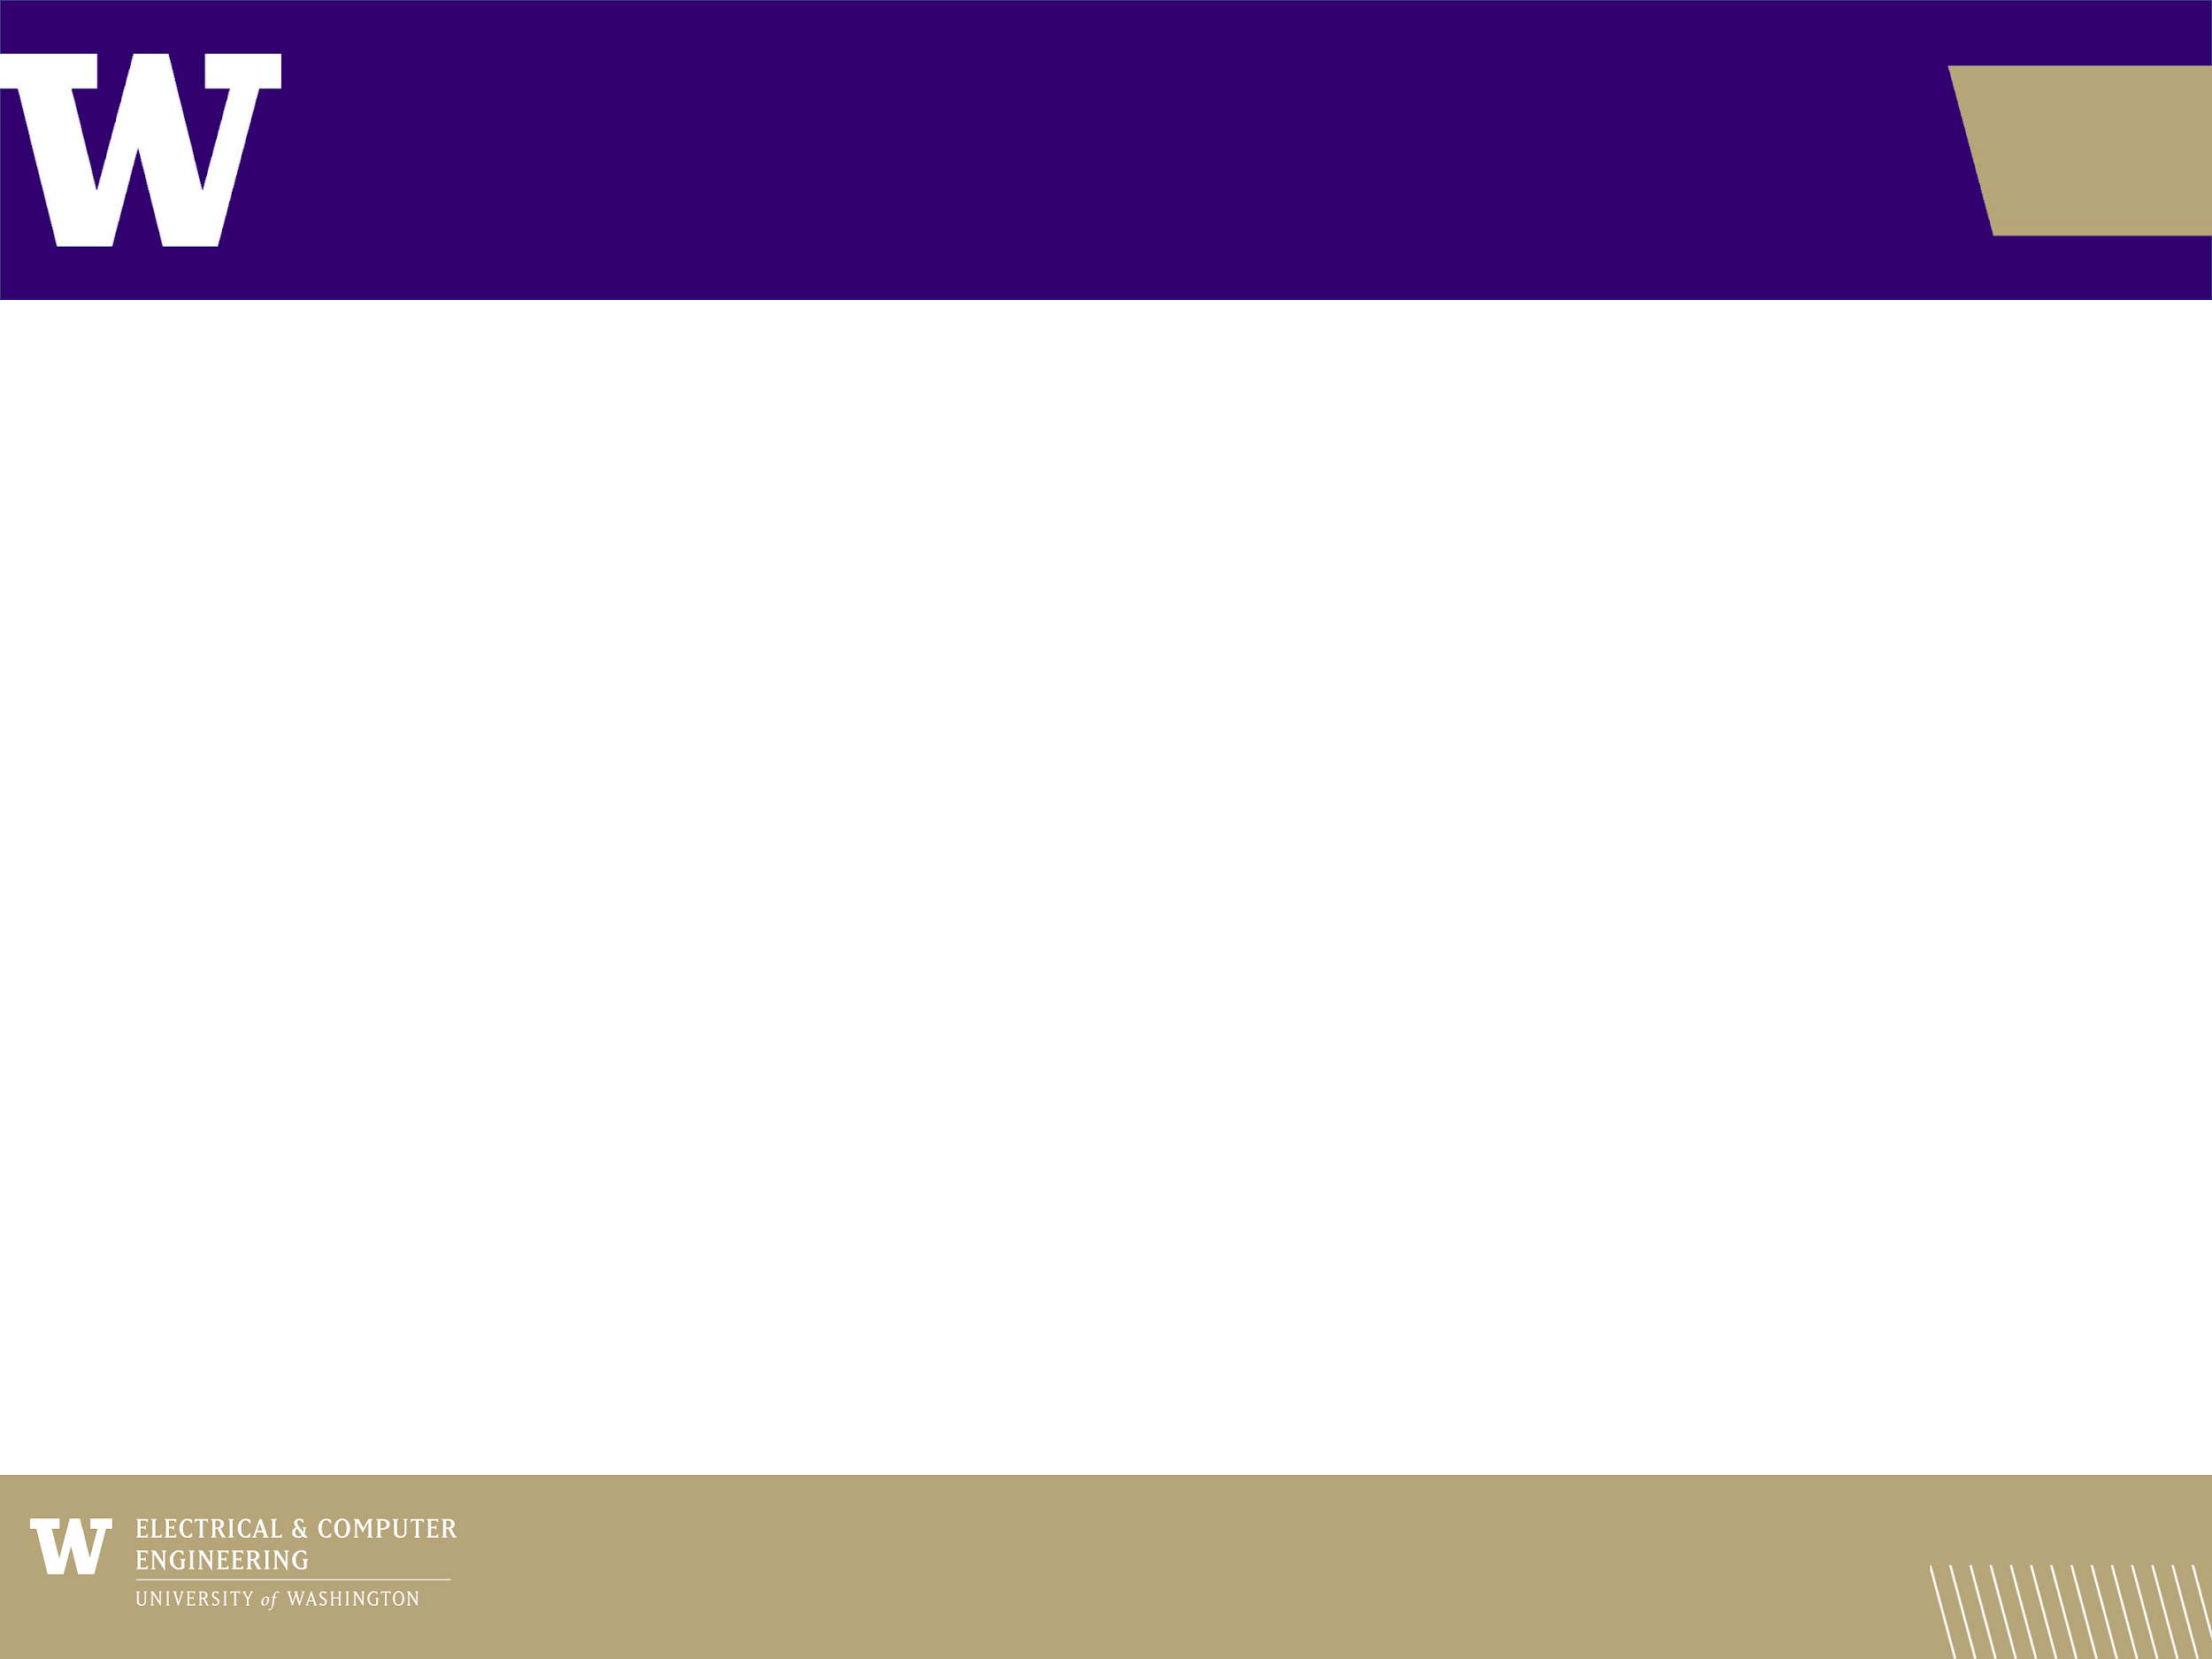 W
W
ELECTRICAL & COMPUTER
ENGINEERING
UNIVERSITY of WASHINGTON